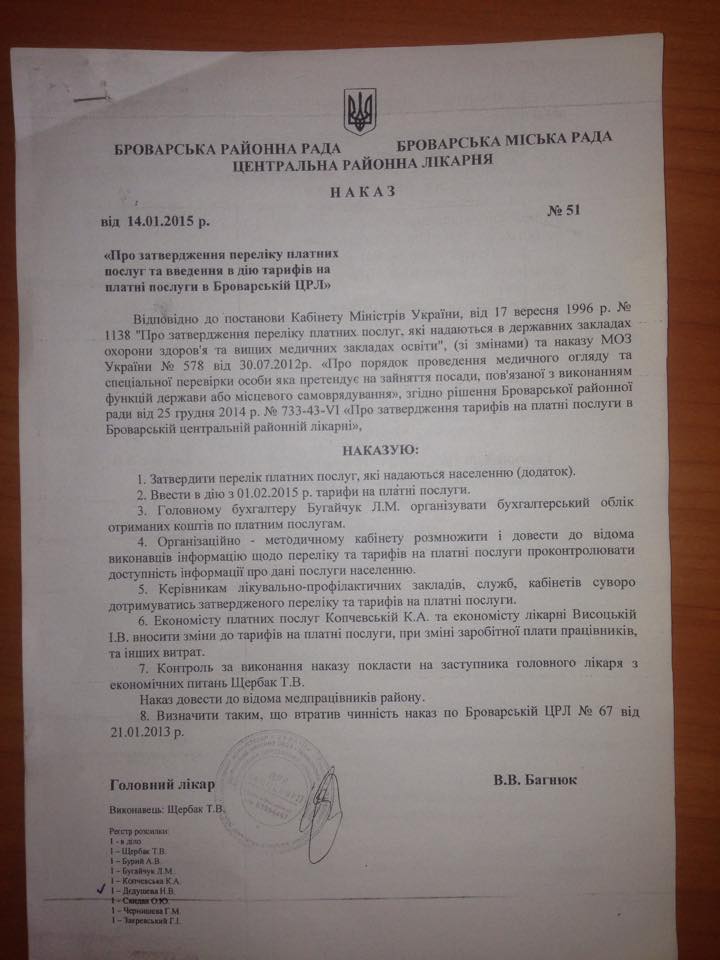 БРОВАРСЬКА РАЙОННА РАДА БРОВАРСЬКА МІСЬКА РАДА
ЦЕНТРАЛЬНА РАЙОННА ЛІКАРНЯ
Н А К А З
від 14.01.2015 р. № 51
«Про затвердження переліку платних
послуг та введення в дію тарифів на
платні послуги в Броварській ЦРЛ»
Відповідно до постанови Кабінету Міністрів України, від 17 вересня 1996 р. №
1138 "Про затвердження переліку платних послуг, які надаються в державних закладах
охорони здоров'я та вищих медичних закладах освіти", (зі змінами) та наказу МОЗ
України № 578 від 30.07.2012р. «Про порядок проведення медичного огляду та
спеціальної перевірки особи яка претендує на зайняття посади, пов'язаної з виконанням
функцій держави або місцевого самоврядування», згідно рішення Броварської районної
ради від 25 грудня 2014 р. № 733-43-VI «Про затвердження тарифів на платні послуги в
Броварській центральній районній лікарні»,
НАКАЗУЮ:
1. Затвердити перелік платних послуг, які надаються населенню (додаток).
2. Ввести в дію з 01.02.2015 р. тарифи на платні послуги.
3. Головному бухгалтеру Бугайчук Л.М. організувати бухгалтерський облік
отриманих коштів по платним послугам.
4. Організаційно - методичному кабінету розмножити і довести до відома
виконавців інформацію щодо переліку та тарифів на платні послуги проконтролювати
доступність інформації про дані послуги населенню.
5. Керівникам лікувально-профілактичних закладів, служб, кабінетів суворо
дотримуватись затвердженого переліку та тарифів на платні послуги.
6. Економісту платних послуг Копчевській К.А. та економісту лікарні Висоцькій
І.В. вносити зміни до тарифів на платні послуги, при зміні заробітної плати працівників,
та інших витрат.
7. Контроль за виконання наказу покласти на заступника головного лікаря з
економічних питань Щербак Т.В.
Наказ довести до відома медпрацівників району.
8. Визначити таким, що втратив чинність наказ по Броварській ЦРЛ № 67 від
21.01.2013 р.
Головний лікар В.В. Багнюк
Виконавець: Щербак Т.В.
Реєстр розсилки:
1 - в діло
1 – Щербак Т.В.
1 – Бурий А.В.
1 – Бугайчук Л.М.
1 – Копчевська К.А.
1 – Дєдушева Н.В.
1 – О.Ю.
1 – Чернишева Г.М.
1 – Закревський Г.І.